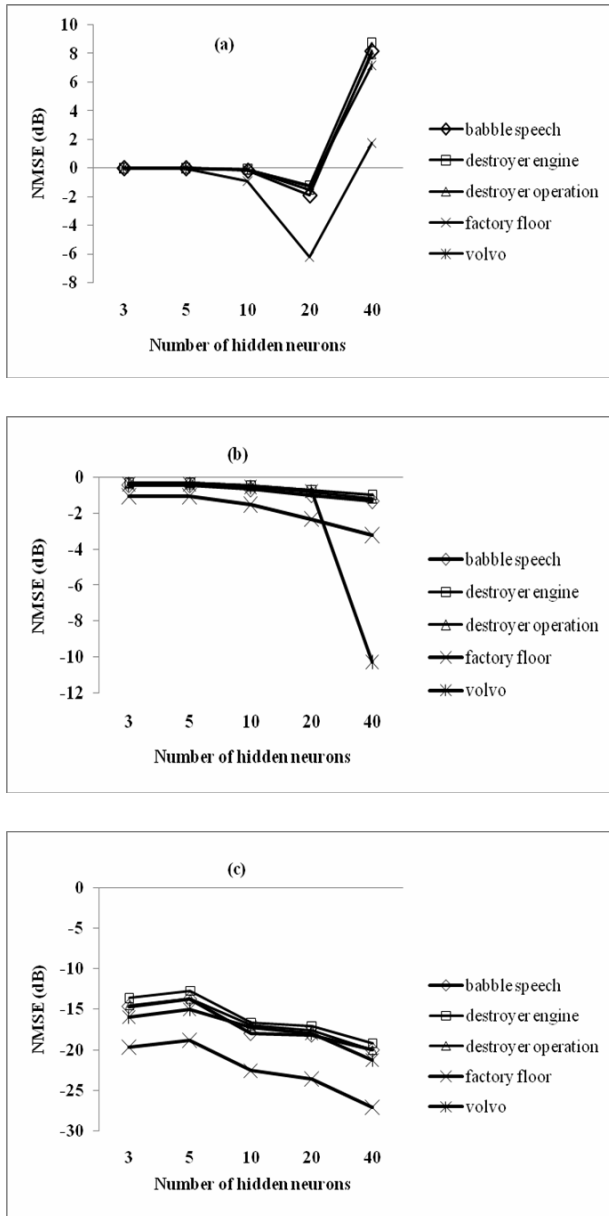 (a)
10
8
6
4
2
0
-2
-4
-6
-8
NMSE (dB)
3 5 10 20 40
Number of hidden neurons
babble speech
destroyer engine
destroyer operation
factory floor
volvo
(b)
0
-2
-4
-6
-8
-10
-12
NMSE (dB)
3 5 10 20 40
Number of hidden neurons
babble speech
destroyer engine
destroyer operation
factory floor
volvo
(c)
0
-5
-10
-15
-20
-25
-30
NMSE (dB)
3 5 10 20 40
Number of hidden neurons
babble speech
destroyer engine
destroyer operation
factory floor
volvo